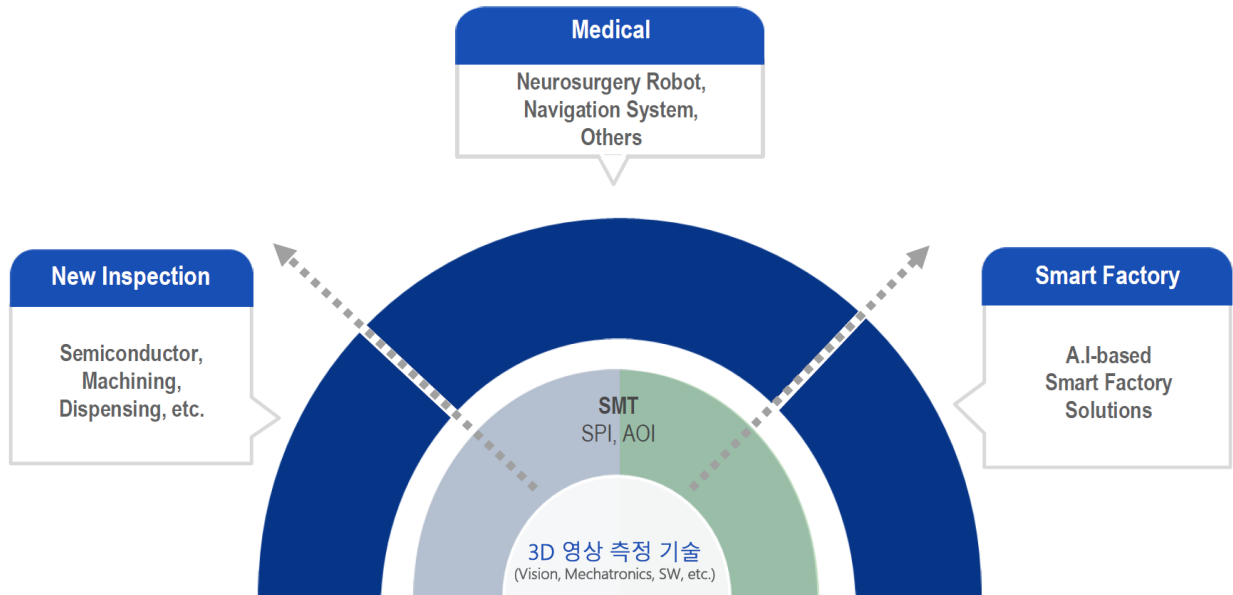 Medical
Neurosurgery Robot,
Navigation System,
Others
New Inspection
Semiconductor,
Machining,
Dispensing, etc.
Smart Factory
A.I-based
Smart Factory
Solutions
SMT
SPI, AOI
3D 영상 측정 기술
(Vision, Mechatronics, SW, etc.)